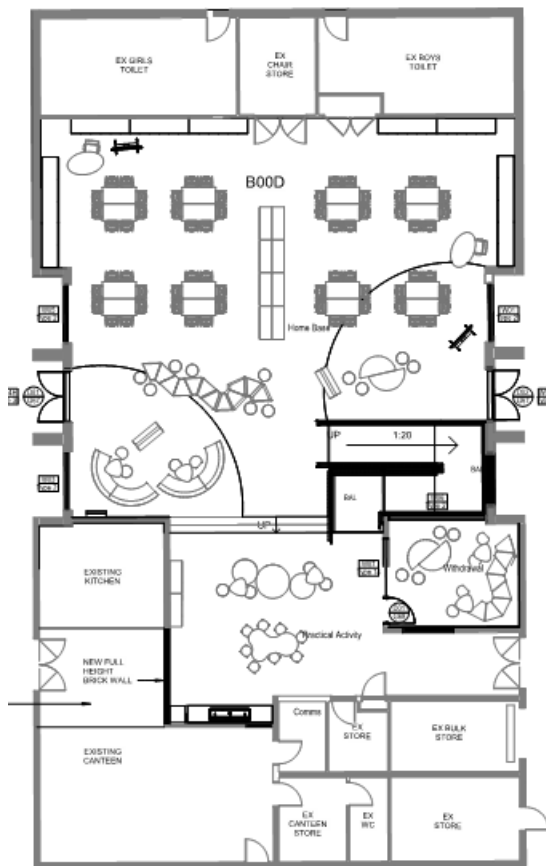 EX GIRLS
TOILET
EX
CHAIR
STORE
EX BOYS
TOILET
B00D
Home Base
UP
1:20
BAL
BAL
UP
EXISTING
KITCHEN
Withdrawal
Practical Activity
NEW FULL
HEIGHT
BRICK WALL
Comms
EX
STORE
EX BULK
STORE
EXISTING
CANTEEN
EX
CANTEEN
STORE
EX
WC
EX
STORE